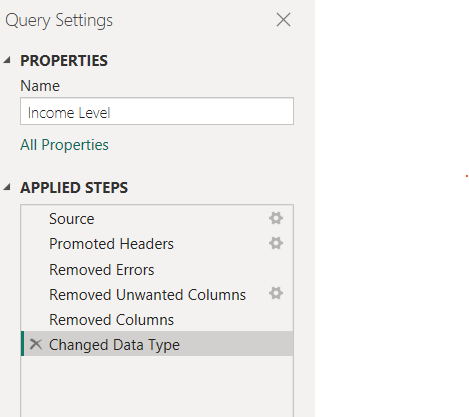 Query Settings
PROPERTIES
Name
Income Level
All Properties
APPLIED STEPS
Source
Promoted Headers
Removed Errors
Removed Unwanted Columns
Removed Columns
Changed Data Type